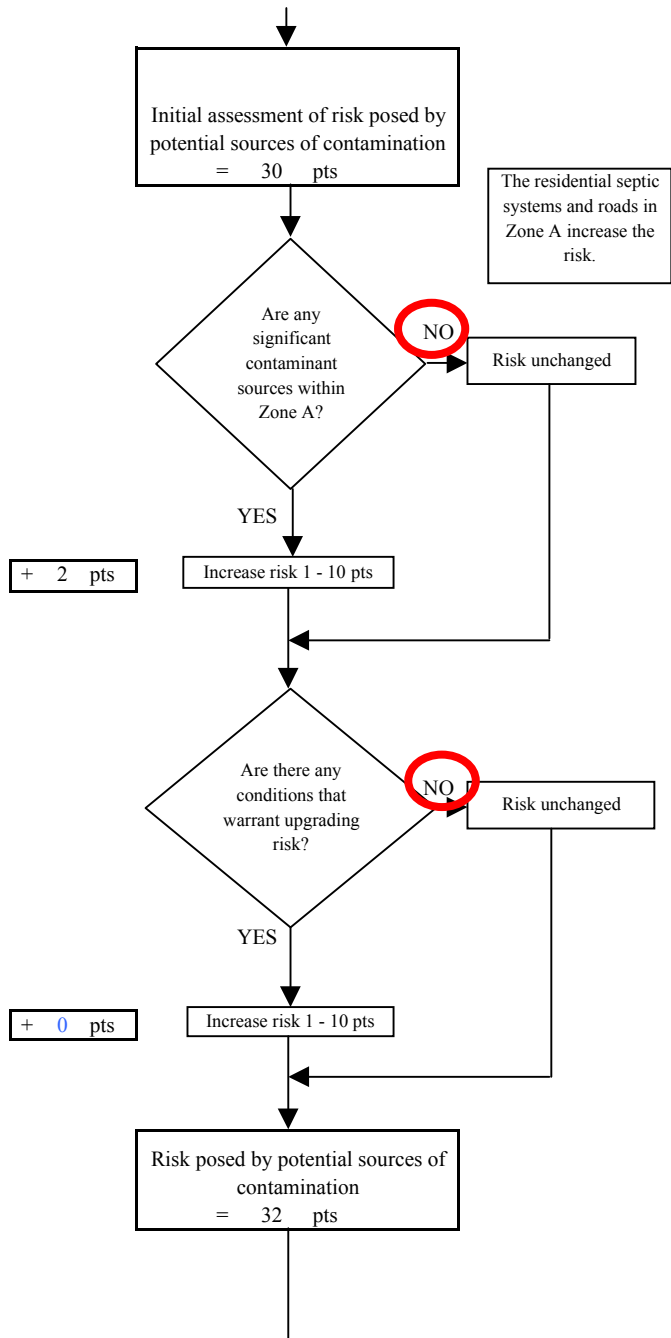 Initial assessment of risk posed by
potential sources of contamination
= 30 pts
The residential septic
systems and roads in
Zone A increase the
risk.
Are any
significant
contaminant
sources within
Zone A?
NO
Risk unchanged
YES
+ 2 pts
Increase risk 1 - 10 pts
Are there any
conditions that
warrant upgrading
risk?
NO
Risk unchanged
YES
+ 0 pts
Increase risk 1 - 10 pts
Risk posed by potential sources of
contamination
= 32 pts